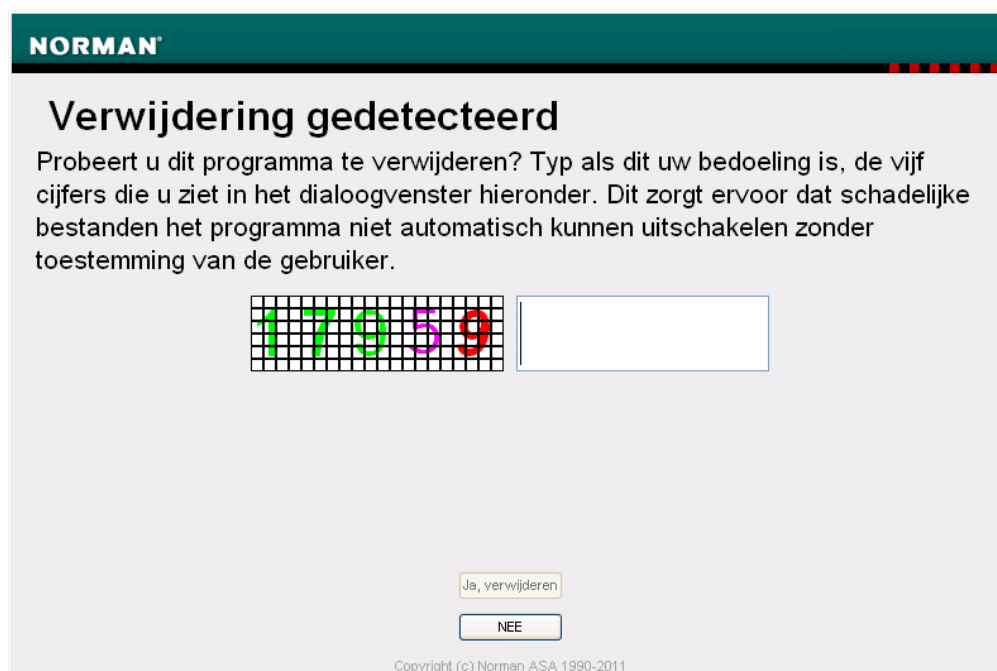 NORMAN®
Verwijdering gedetecteerd
Probeert u dit programma te verwijderen? Typ als dit uw bedoeling is, de vijf
cijfers die u ziet in het dialoogvenster hieronder. Dit zorgt ervoor dat schadelijke
bestanden het programma niet automatisch kunnen uitschakelen zonder
toestemming van de gebruiker.
17959
Ja, verwijderen
NEE
Copyright (c) Norman ASA 1990-2011